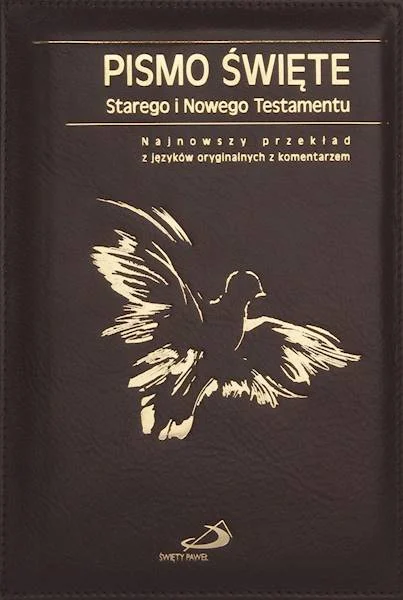 PISMO ŚWIĘTE
Starego i Nowego Testamentu
Najnowszy przekład
z języków oryginalnych z komentarzem
ŚWIĘTY PAWEŁ